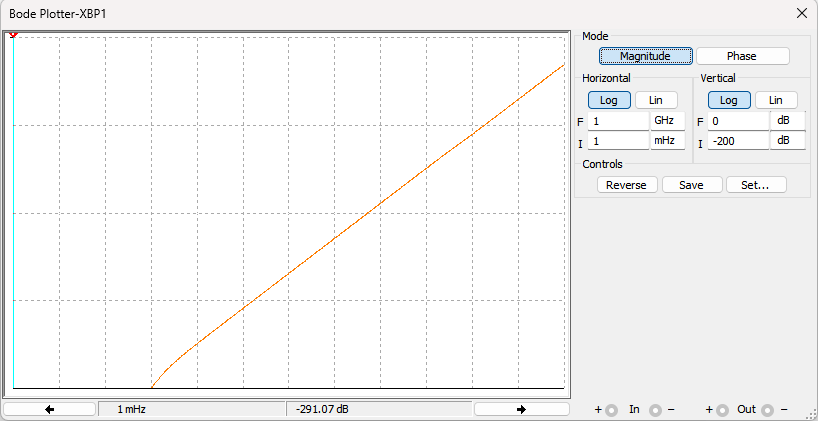 Bode Plotter-XBP1
Mode
Magnitude Phase
Horizontal Vertical
Log Lin Log Lin
F 1 GHz F 0 dB
I 1 mHz I -200 dB
Controls
Reverse Save Set...
1 mHz -291.07 dB + In - + Out -